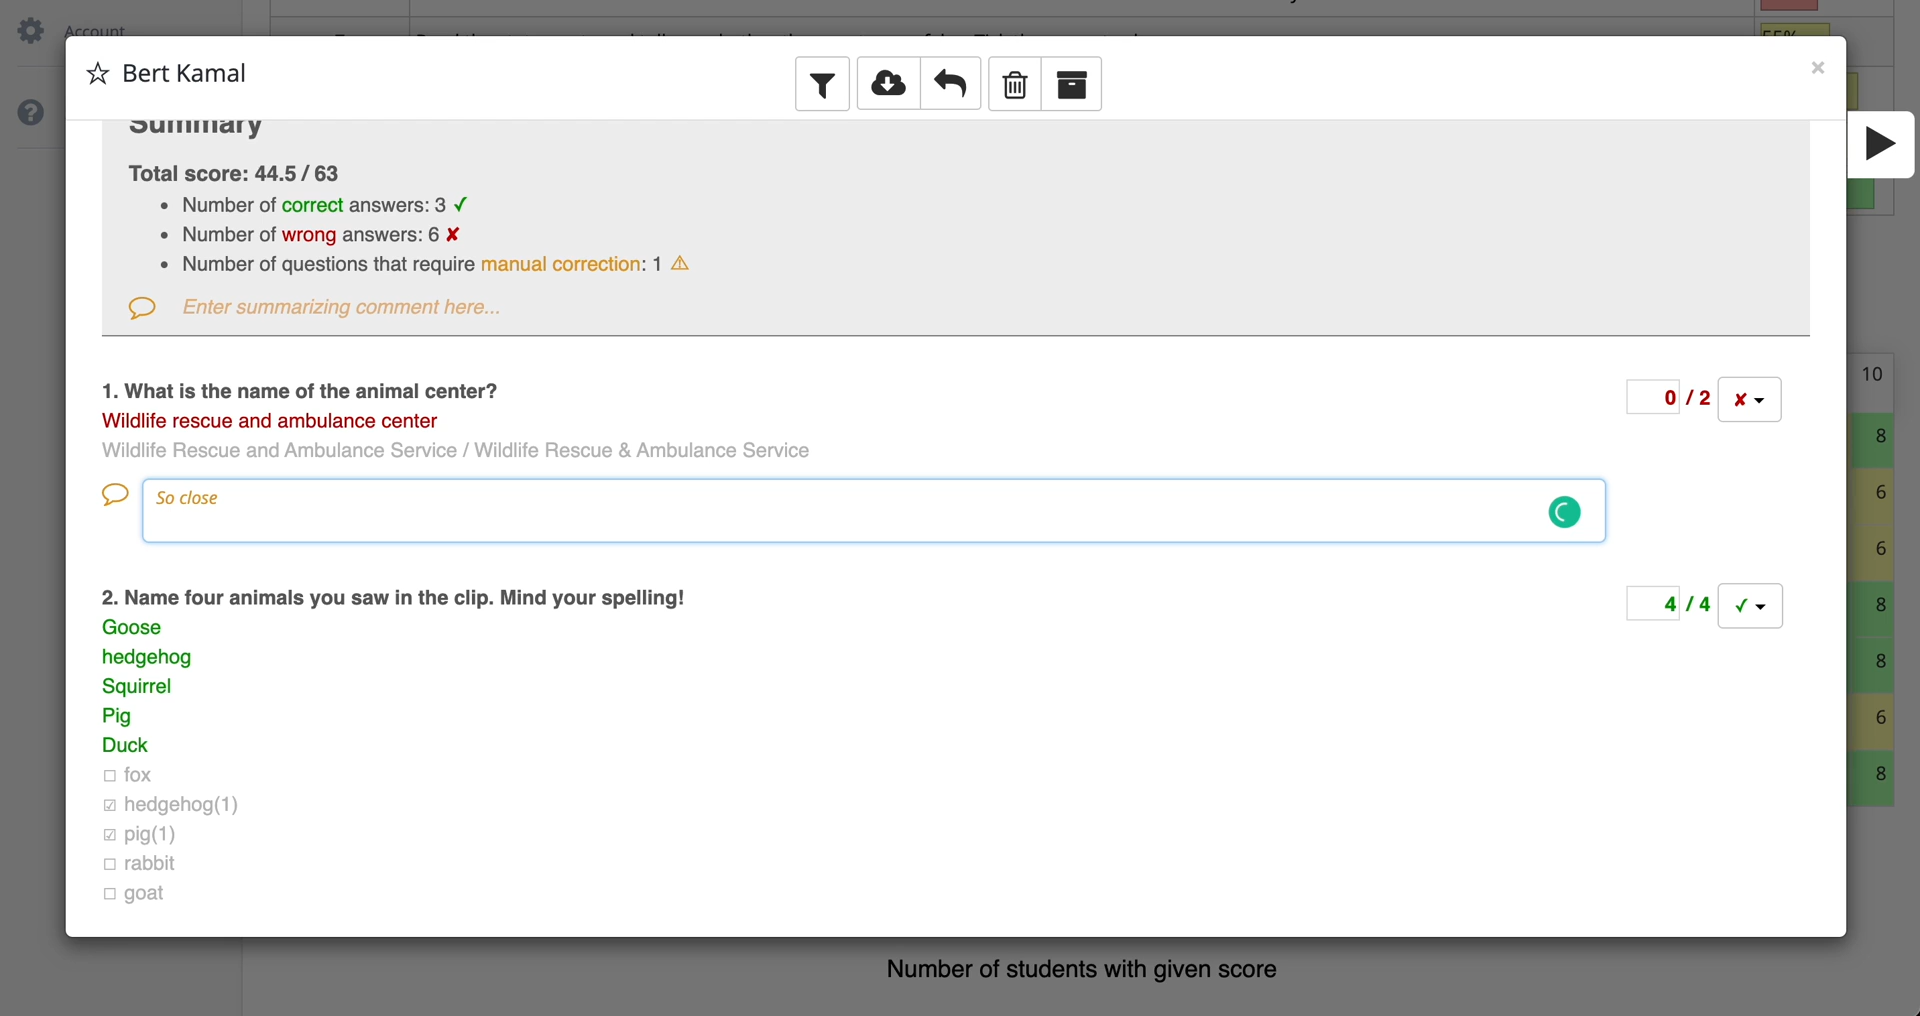 Account
55%
☆ Bert Kamal
×
Summary
Total score: 44.5 / 63
• Number of correct answers: 3 ✓
• Number of wrong answers: 6 ✘
• Number of questions that require manual correction: 1 ⚠
Enter summarizing comment here...
1. What is the name of the animal center?
0 / 2 ✘
Wildlife rescue and ambulance center
Wildlife Rescue and Ambulance Service / Wildlife Rescue & Ambulance Service
So close
2. Name four animals you saw in the clip. Mind your spelling!
4 / 4 ✓
Goose
hedgehog
Squirrel
Pig
Duck
☐ fox
☑ hedgehog(1)
☑ pig(1)
☐ rabbit
☐ goat
10
8
6
6
8
8
6
8
Number of students with given score